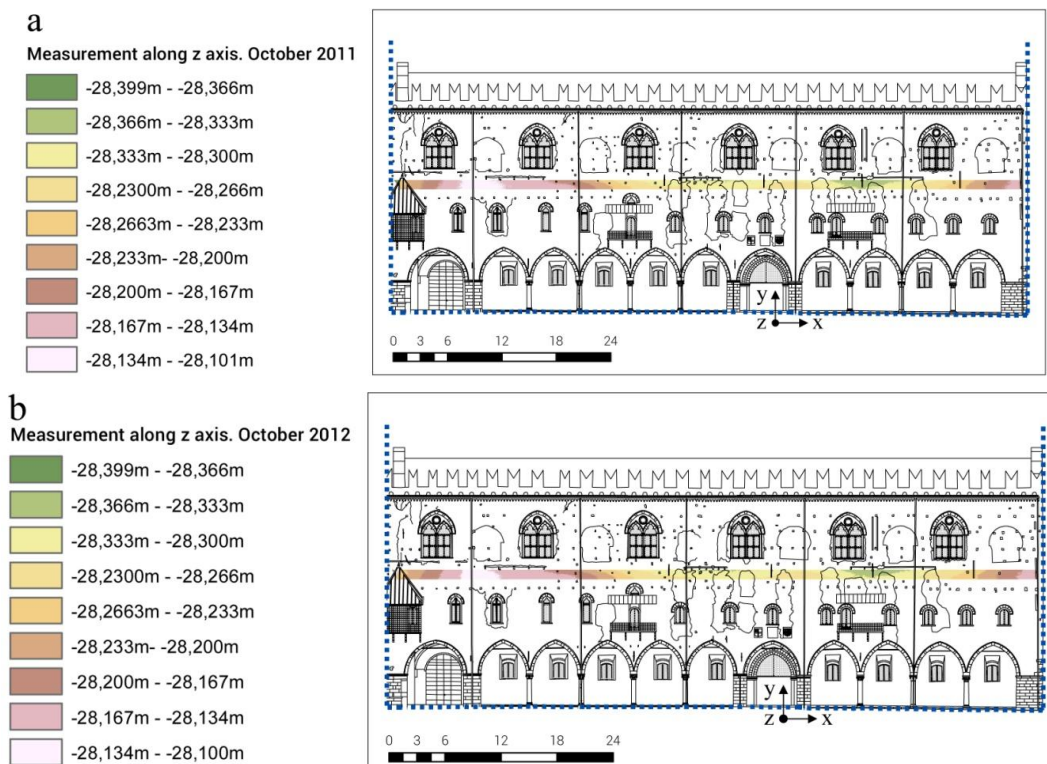 a
Measurement along z axis. October 2011
-28,399m - -28,366m
-28,366m - -28,333m
-28,333m - -28,300m
-28,2300m - -28,266m
-28,2663m - -28,233m
-28,233m- -28,200m
-28,200m - -28,167m
-28,167m - -28,134m
-28,134m - -28,101m
y
z x
0 3 6 12 18 24
b
Measurement along z axis. October 2012
-28,399m - -28,366m
-28,366m - -28,333m
-28,333m - -28,300m
-28,2300m - -28,266m
-28,2663m - -28,233m
-28,233m- -28,200m
-28,200m - -28,167m
-28,167m - -28,134m
-28,134m - -28,100m
y
z x
0 3 6 12 18 24